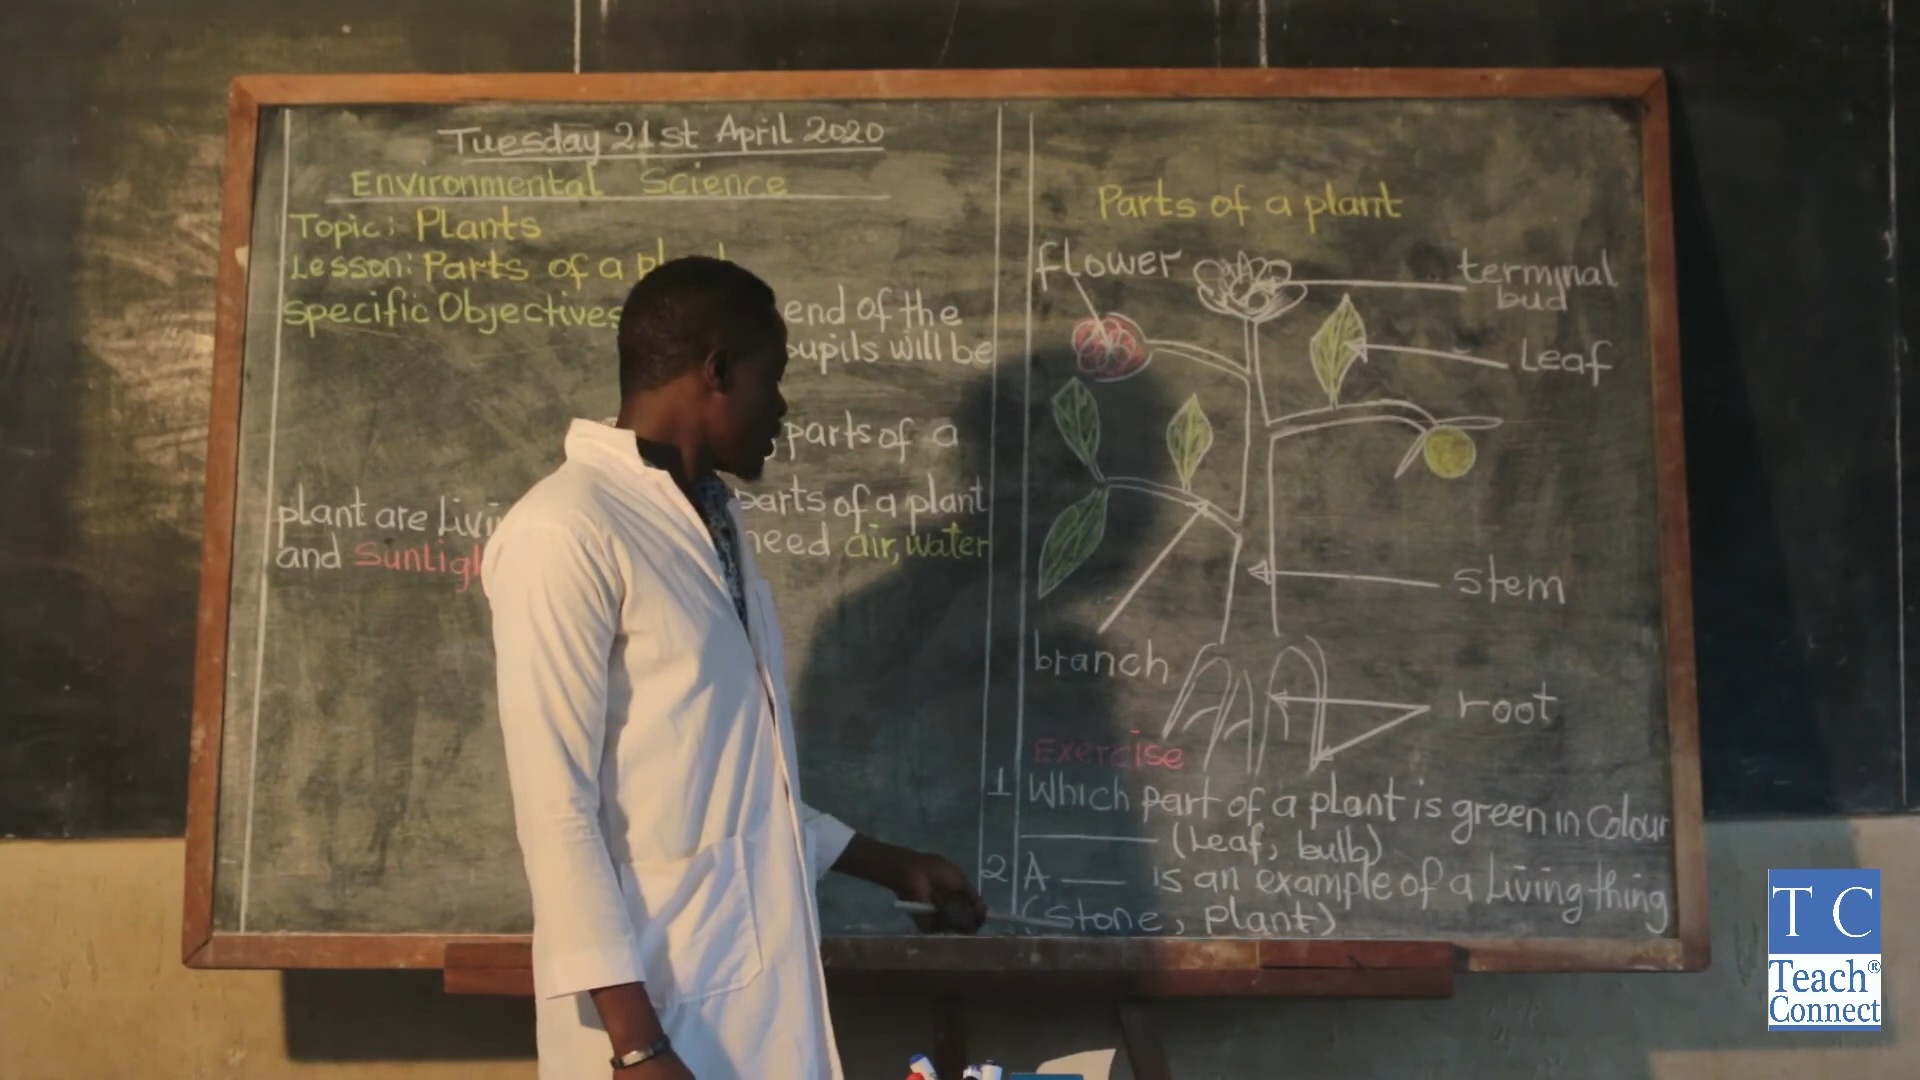 Tuesday 21st April 2020
Environmental Science
Topic: Plants
Lesson: Parts of a
Specific Objectives
end of the
pupils will be
parts of a
parts of a plant
plant are
need air, water
and
Parts of a plant
flower
terminal
bud
Leaf
stem
branch
root
Exercise
1 Which part of a plant is green in Colour
______ (Leaf, bulb)
2 A ___ is an example of a Living thing
(Stone, plant)
T C
Teach®
Connect